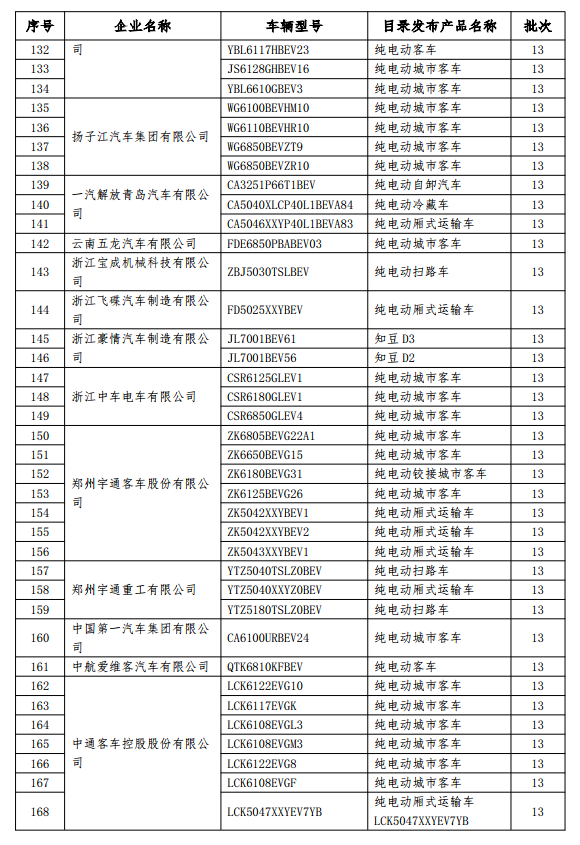 序号 企业名称 车辆型号 目录发布产品名称 批次
132 司 YBL6117HBEV23 纯电动客车 13
133 JS6128GHBEV16 纯电动城市客车 13
134 YBL6610GBEV3 纯电动城市客车 13
135 扬子江汽车集团有限公司 WG6100BEVHM10 纯电动城市客车 13
136 WG6110BEVHR10 纯电动城市客车 13
137 WG6850BEVZT9 纯电动城市客车 13
138 WG6850BEVZR10 纯电动城市客车 13
139 一汽解放青岛汽车有限公 CA3251P66T1BEV 纯电动自卸汽车 13
140 司 CA5040XLCP40L1BEVA84 纯电动冷藏车 13
141 CA5046XXYP40L1BEVA83 纯电动厢式运输车 13
142 云南五龙汽车有限公司 FDE6850PBABEV03 纯电动城市客车 13
143 浙江宝成机械科技有限公
司 ZBJ5030TSLBEV 纯电动扫路车 13
144 浙江飞碟汽车制造有限公
司 FD5025XXYBEV 纯电动厢式运输车 13
145 浙江豪情汽车制造有限公 JL7001BEV61 知豆 D3 13
146 司 JL7001BEV56 知豆 D2 13
147 浙江中车电车有限公司 CSR6125GLEV1 纯电动城市客车 13
148 CSR6180GLEV1 纯电动城市客车 13
149 CSR6850GLEV4 纯电动城市客车 13
150 郑州宇通客车股份有限公 ZK6805BEVG22A1 纯电动城市客车 13
151 司 ZK6650BEVG15 纯电动城市客车 13
152 ZK6180BEVG31 纯电动铰接城市客车 13
153 ZK6125BEVG26 纯电动城市客车 13
154 ZK5042XXYBEV1 纯电动厢式运输车 13
155 ZK5042XXYBEV2 纯电动厢式运输车 13
156 ZK5043XXYBEV1 纯电动厢式运输车 13
157 郑州宇通重工有限公司 YTZ5040TSLZ0BEV 纯电动扫路车 13
158 YTZ5040XXYZ0BEV 纯电动厢式运输车 13
159 YTZ5180TSLZ0BEV 纯电动扫路车 13
160 中国第一汽车集团有限公
司 CA6100URBEV24 纯电动城市客车 13
161 中航爱维客汽车有限公司 QTK6810KFBEV 纯电动客车 13
162 中通客车控股股份有限公 LCK6122EVG10 纯电动城市客车 13
163 司 LCK6117EVGK 纯电动城市客车 13
164 LCK6108EVGL3 纯电动城市客车 13
165 LCK6108EVGM3 纯电动城市客车 13
166 LCK6122EVG8 纯电动城市客车 13
167 LCK6108EVGF 纯电动城市客车 13
168 LCK5047XXYEV7YB 纯电动厢式运输车 13
LCK5047XXYEV7YB